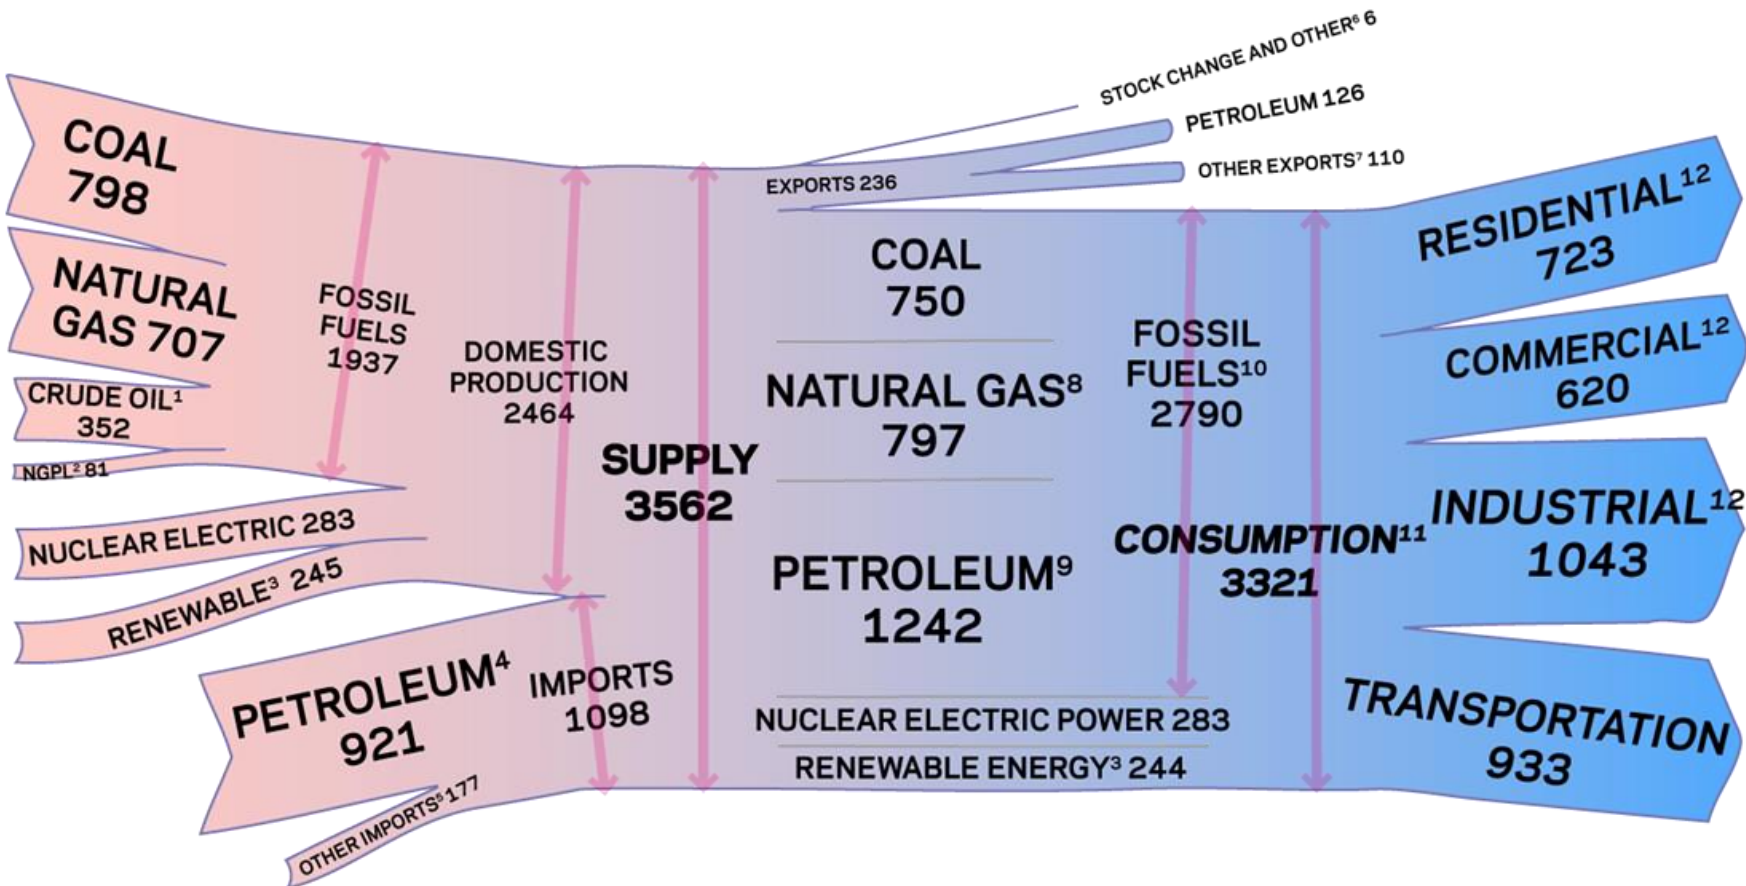 COAL
798
NATURAL
GAS 707
CRUDE OIL¹
352
NGPL² 81
NUCLEAR ELECTRIC 283
RENEWABLE³ 245
PETROLEUM⁴
921
OTHER IMPORTS⁵ 177
FOSSIL
FUELS
1937
DOMESTIC
PRODUCTION
2464
IMPORTS
1098
SUPPLY
3562
STOCK CHANGE AND OTHER⁶ 6
PETROLEUM 126
OTHER EXPORTS⁷ 110
EXPORTS 236
COAL
750
NATURAL GAS⁸
797
PETROLEUM⁹
1242
NUCLEAR ELECTRIC POWER 283
RENEWABLE ENERGY³ 244
FOSSIL
FUELS¹⁰
2790
CONSUMPTION¹¹
3321
RESIDENTIAL¹²
723
COMMERCIAL¹²
620
INDUSTRIAL¹²
1043
TRANSPORTATION
933